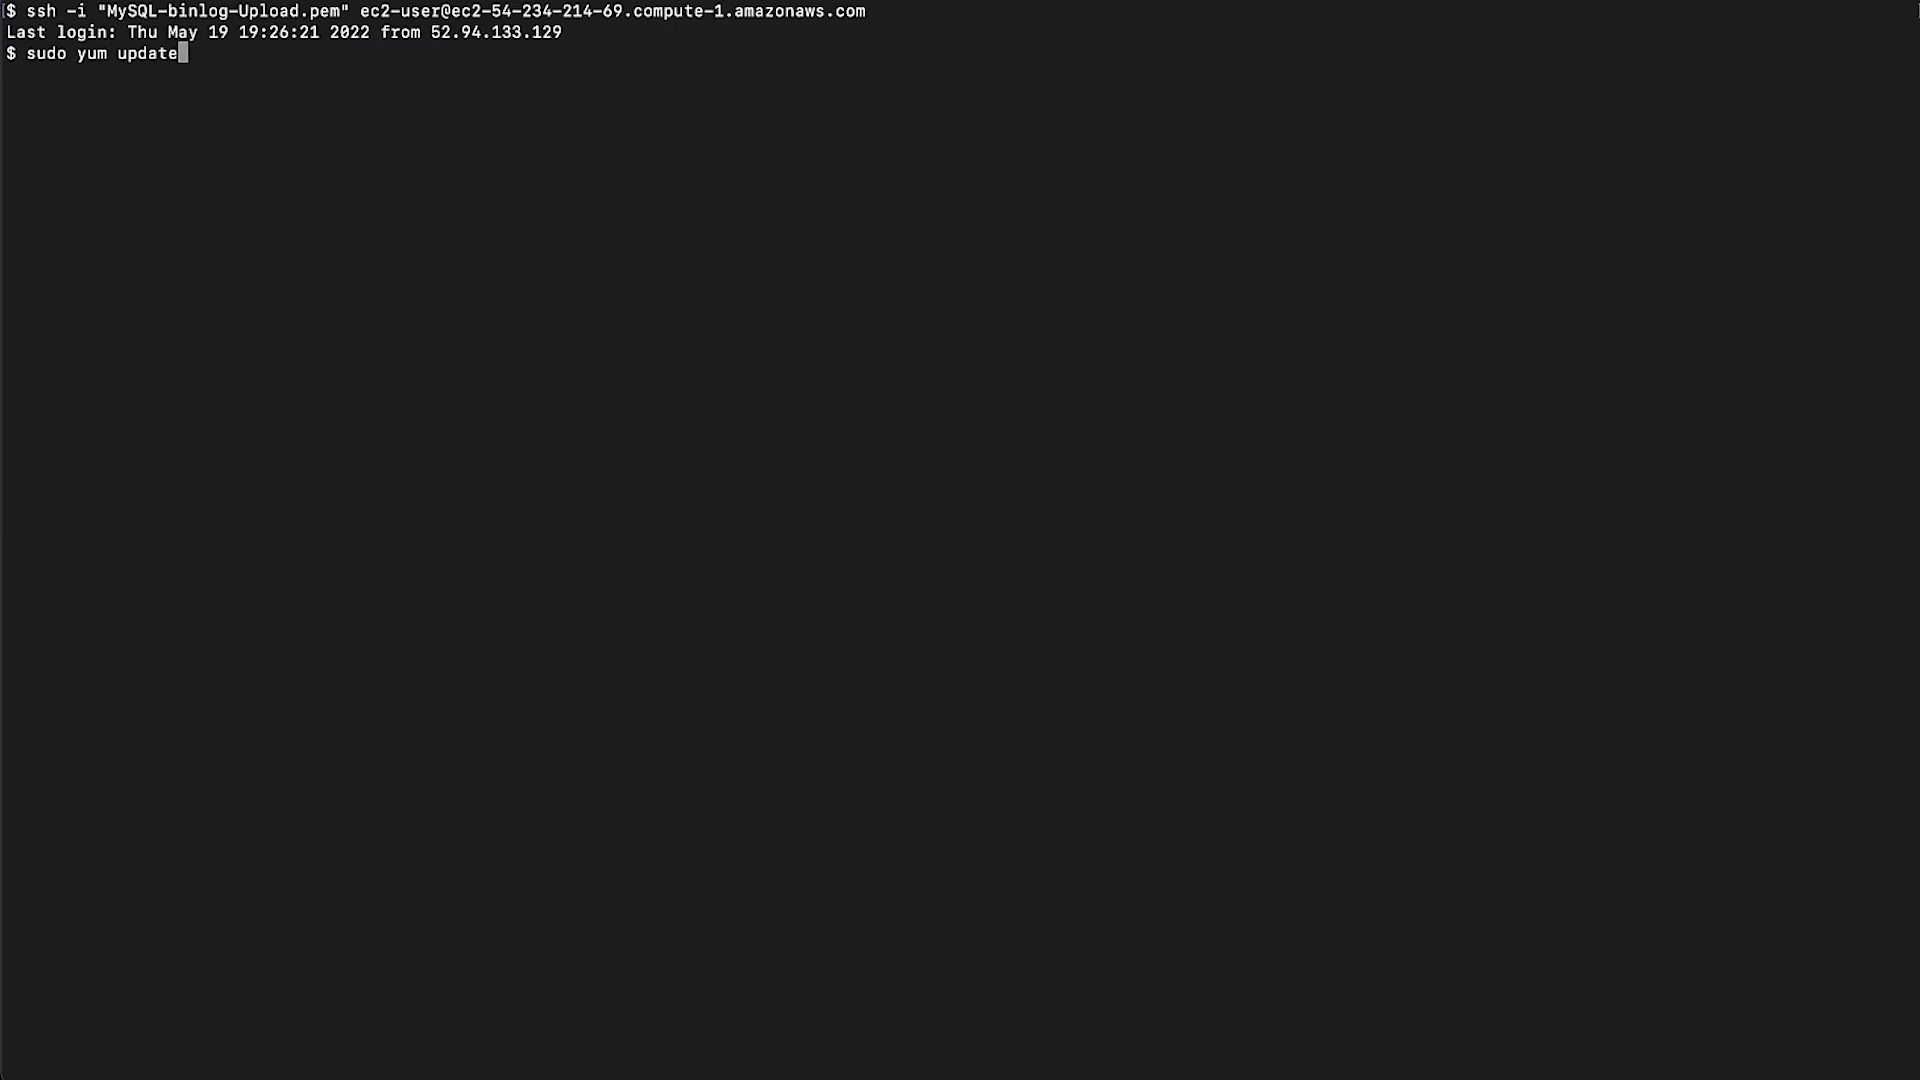 $ ssh -i "MySQL-binlog-Upload.pem" ec2-user@ec2-54-234-214-69.compute-1.amazonaws.com
Last login: Thu May 19 19:26:21 2022 from 52.94.133.129
$ sudo yum update